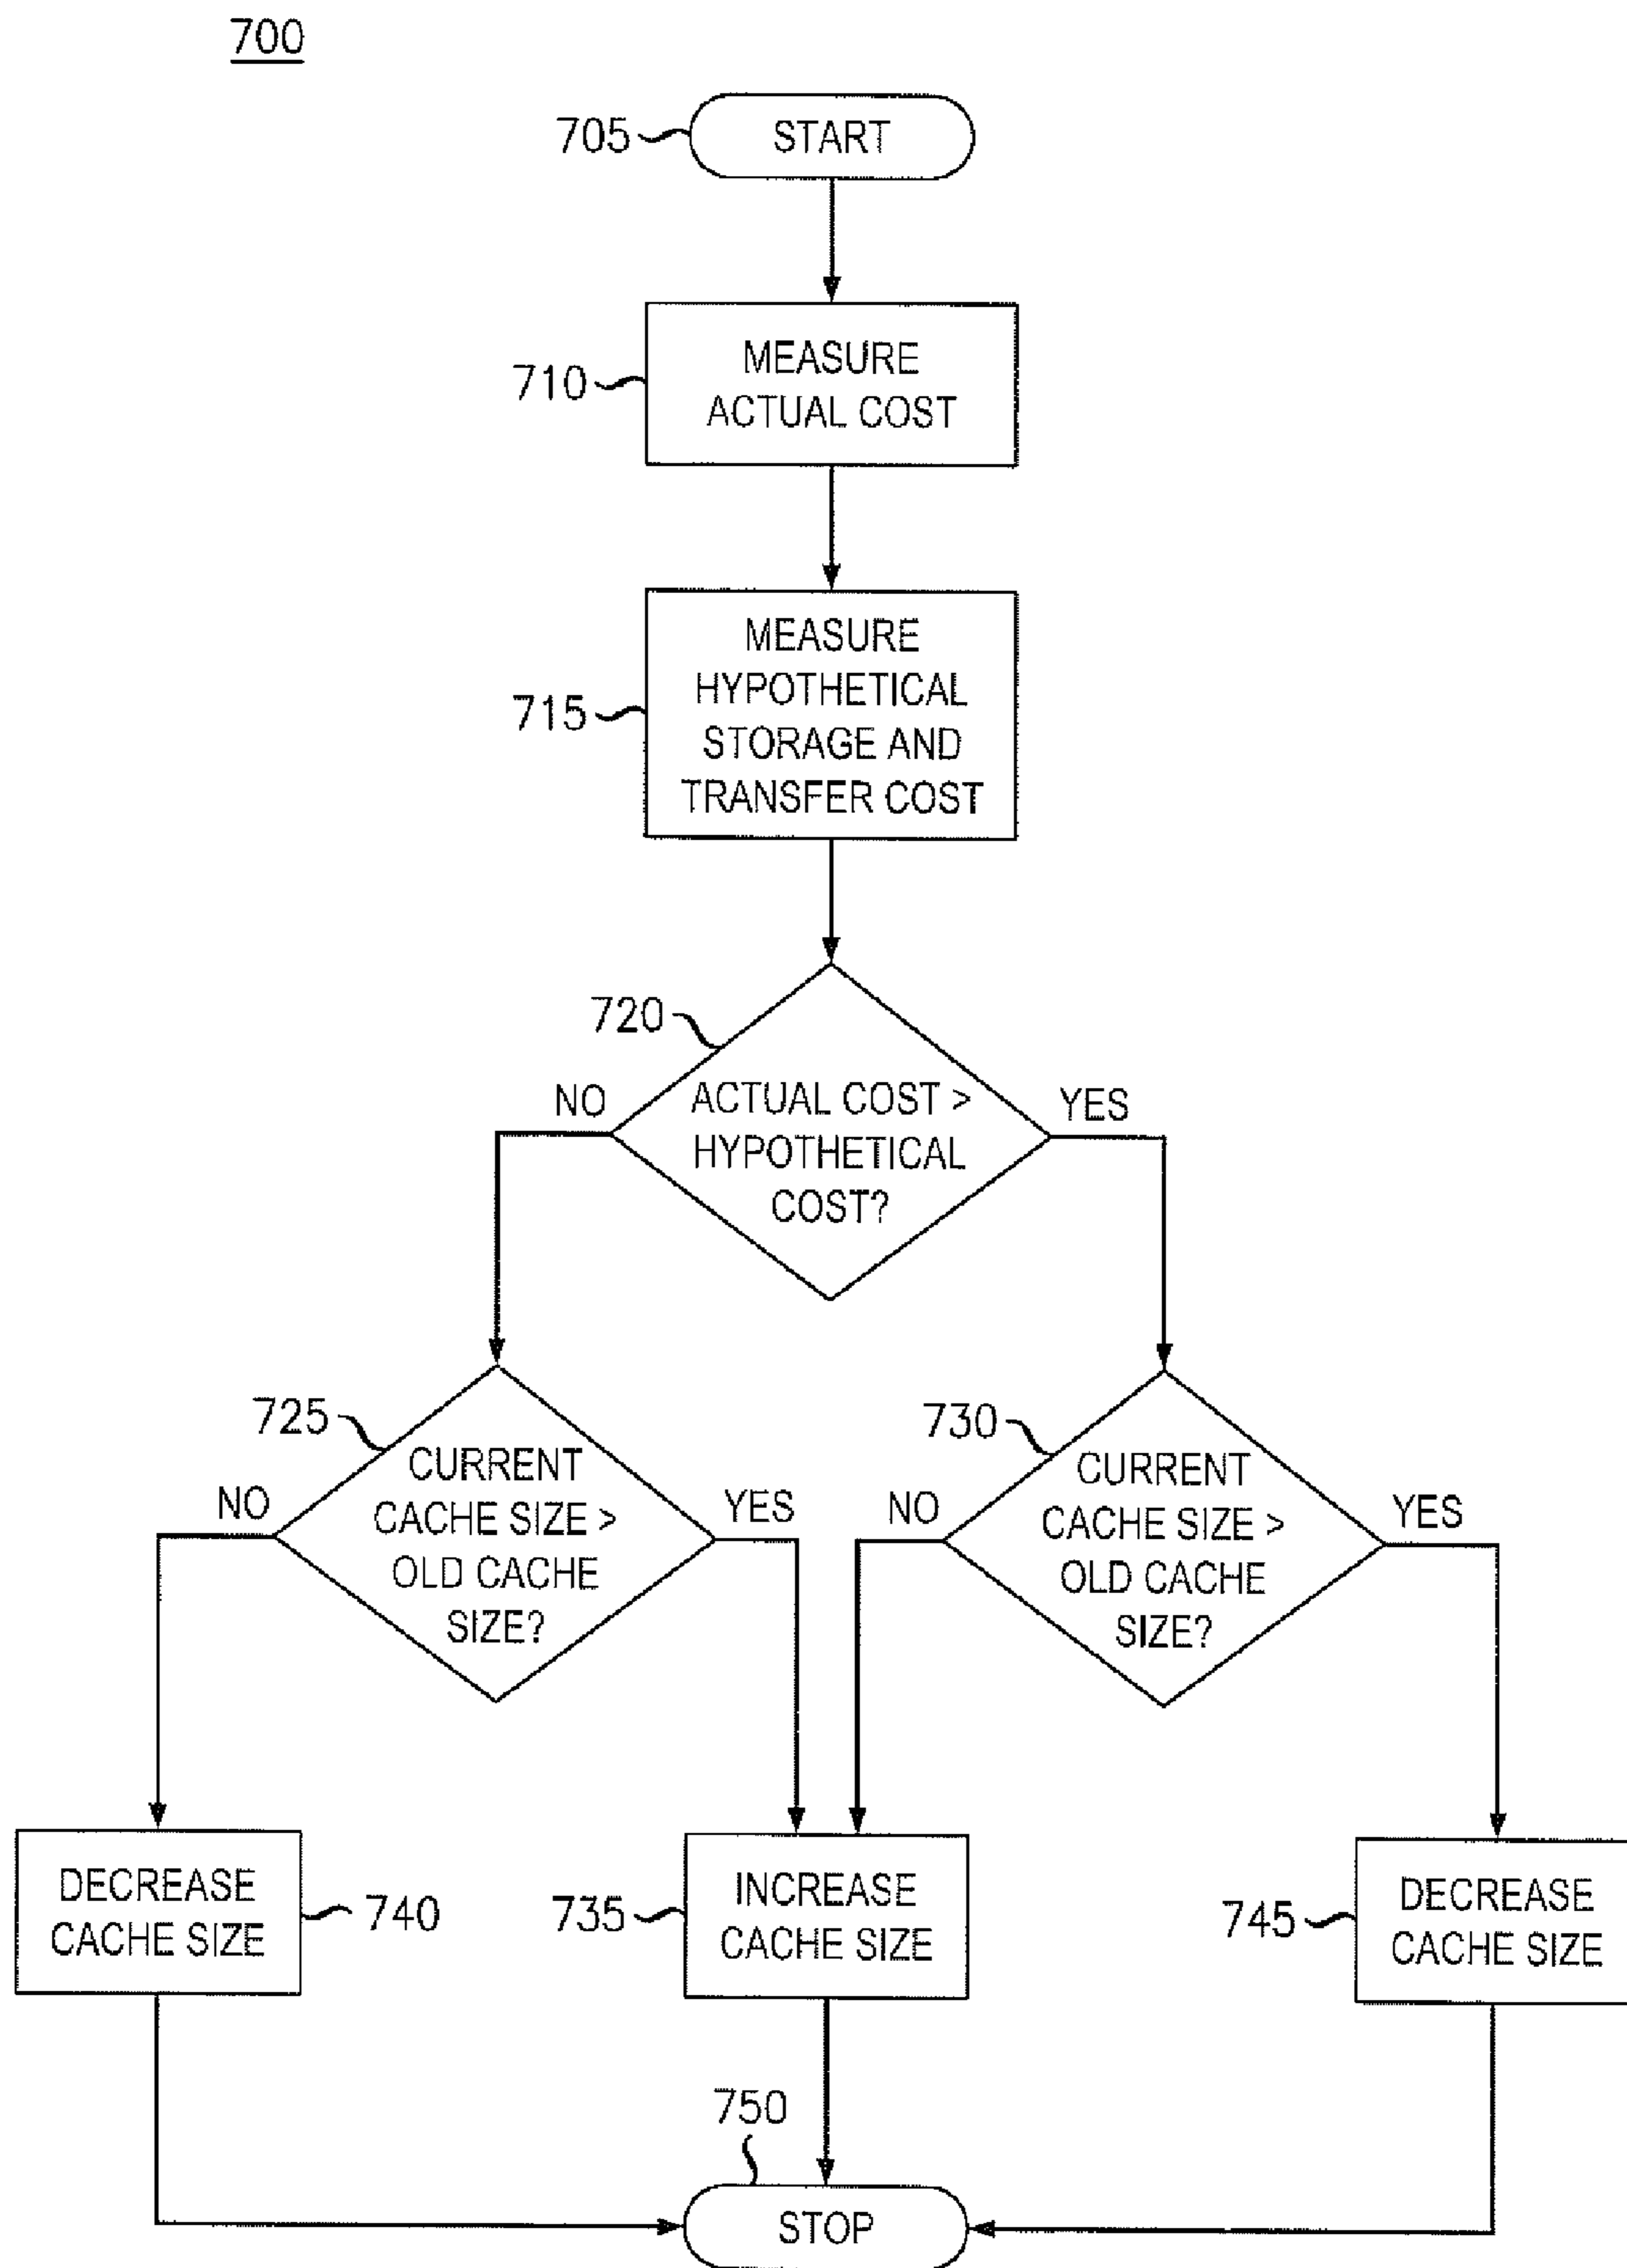 700
705
START
710
MEASURE
ACTUAL COST
715
MEASURE
HYPOTHETICAL
STORAGE AND
TRANSFER COST
720
NO
ACTUAL COST >
HYPOTHETICAL
COST?
YES
725
NO
CURRENT
CACHE SIZE >
OLD CACHE
SIZE?
YES
730
NO
CURRENT
CACHE SIZE >
OLD CACHE
SIZE?
YES
DECREASE
CACHE SIZE
740
735
INCREASE
CACHE SIZE
745
DECREASE
CACHE SIZE
750
STOP